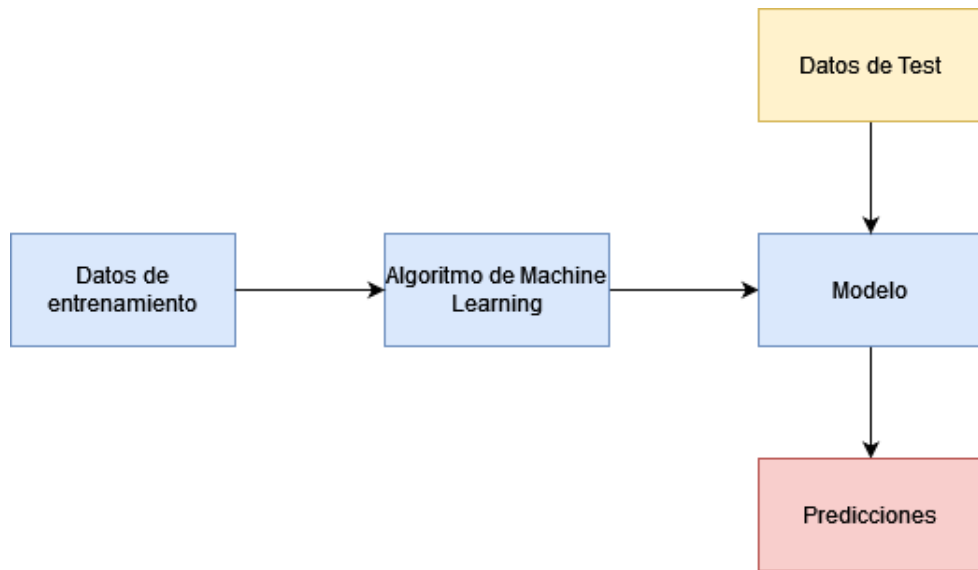 Datos de Test
Datos de
entrenamiento
Algoritmo de Machine
Learning
Modelo
Predicciones